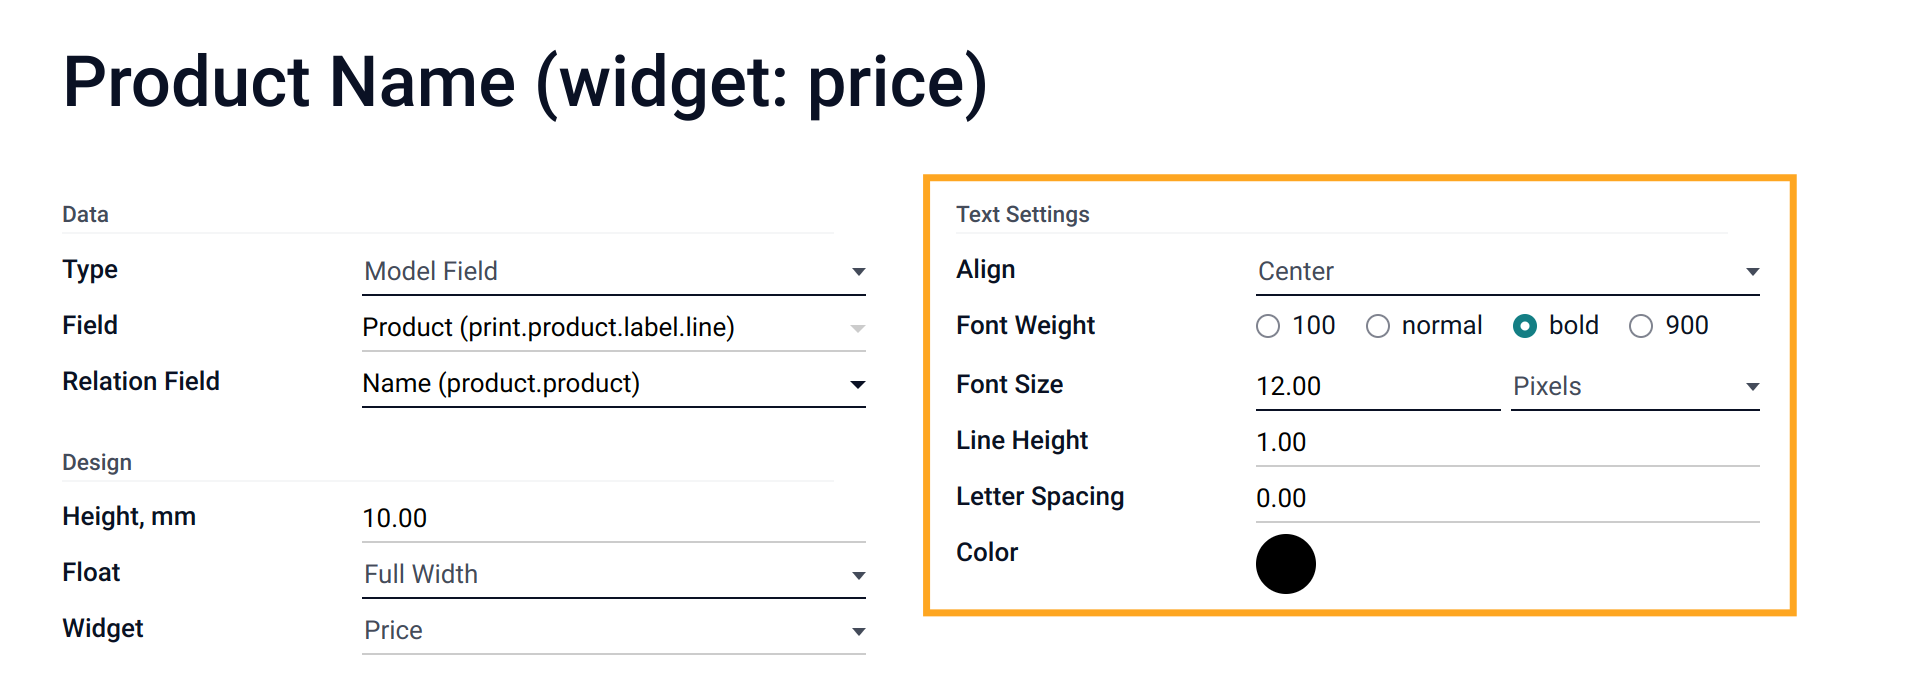 Product Name (widget: price)
Data
Type Model Field
Field Product (print.product.label.line)
Relation Field Name (product.product)
Design
Height, mm 10.00
Float Full Width
Widget Price
Text Settings
Align Center
Font Weight 100 normal bold 900
Font Size 12.00 Pixels
Line Height 1.00
Letter Spacing 0.00
Color